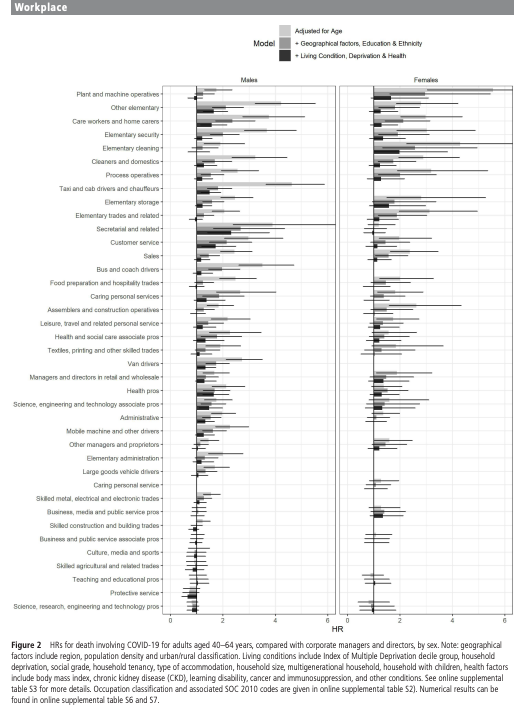 Workplace
Adjusted for Age
Model
+ Geographical factors, Education & Ethnicity
+ Living Condition, Deprivation & Health
Males
Females
Plant and machine operatives
Other elementary
Care workers and home carers
Elementary security
Elementary cleaning
Cleaners and domestics
Process operatives
Taxi and cab drivers and chauffeurs
Elementary storage
Elementary trades and related
Secretarial and related
Customer service
Sales
Bus and coach drivers
Food preparation and hospitality trades
Caring personal services
Assemblers and construction operatives
Leisure, travel and related personal service
Health and social care associate pros
Textiles, printing and other skilled trades
Van drivers
Managers and directors in retail and wholesale
Health pros
Science, engineering and technology associate pros
Administrative
Mobile machine and other drivers
Other managers and proprietors
Elementary administration
Large goods vehicle drivers
Caring personal service
Skilled metal, electrical and electronic trades
Business, media and public service pros
Skilled construction and building trades
Business and public service associate pros
Culture, media and sports
Skilled agricultural and related trades
Teaching and educational pros
Protective service
Science, research, engineering and technology pros
0 2 4 6 0 2 4 6
HR
Figure 2 HRs for death involving COVID-19 for adults aged 40–64 years, compared with corporate managers and directors, by sex. Note: geographical
factors include region, population density and urban/rural classification. Living conditions include Index of Multiple Deprivation decile group, household
deprivation, social grade, household tenancy, type of accommodation, household size, multigenerational household, household with children, health factors
include body mass index, chronic kidney disease (CKD), learning disability, cancer and immunosuppression, and other conditions. See online supplemental
table S3 for more details. Occupation classification and associated SOC 2010 codes are given in online supplemental table S2). Numerical results can be
found in online supplemental table S6 and S7.